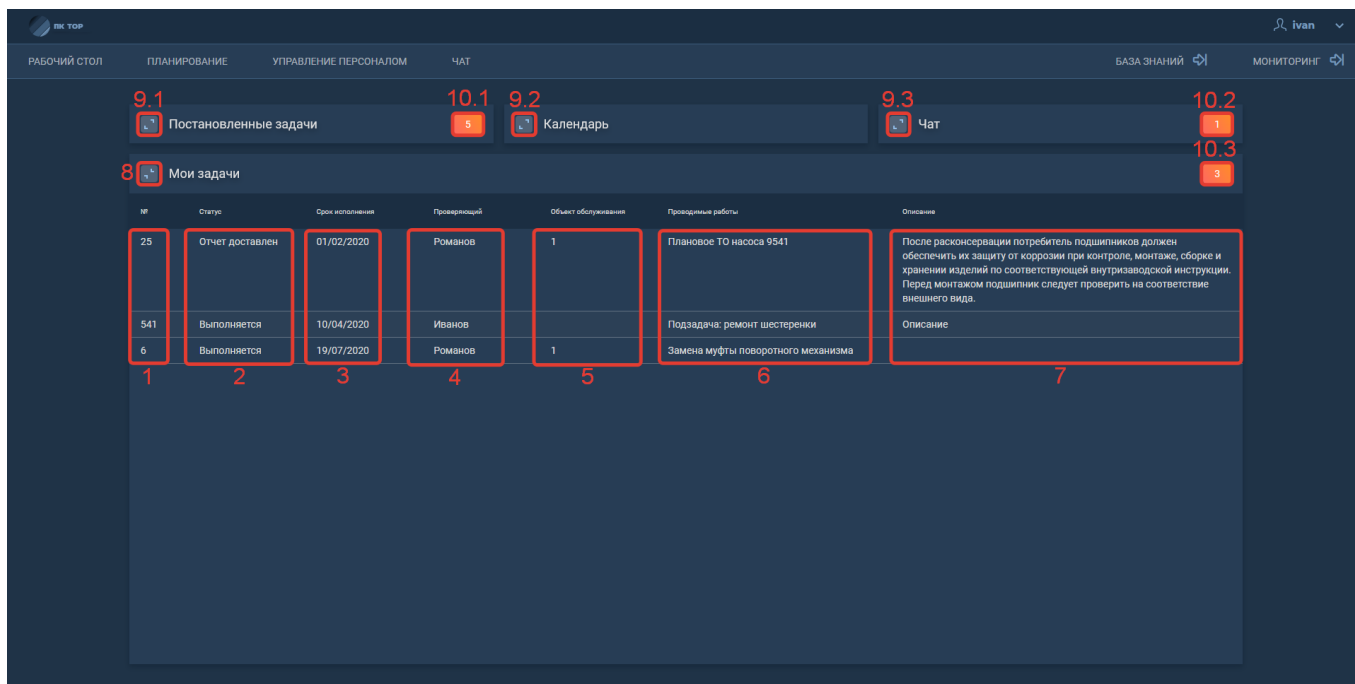 ПК ТОР
ivan
РАБОЧИЙ СТОЛ ПЛАНИРОВАНИЕ УПРАВЛЕНИЕ ПЕРСОНАЛОМ ЧАТ БАЗА ЗНАНИЙ МОНИТОРИНГ
9.1 10.1 9.2 9.3 10.2
Постановленные задачи 5 Календарь Чат 1
10.3
8 Мои задачи 3
№ Статус Срок исполнения Проверяющий Объект обслуживания Проводимые работы Описание
25 Отчет доставлен 01/02/2020 Романов 1 Плановое ТО насоса 9541 После расконсервации потребитель подшипников должен
обеспечить их защиту от коррозии при контроле, монтаже, сборке и
хранении изделий по соответствующей внутризаводской инструкции.
Перед монтажом подшипник следует проверить на соответствие
внешнего вида.
541 Выполняется 10/04/2020 Иванов Подзадача: ремонт шестеренки Описание
6 Выполняется 19/07/2020 Романов 1 Замена муфты поворотного механизма
1 2 3 4 5 6 7